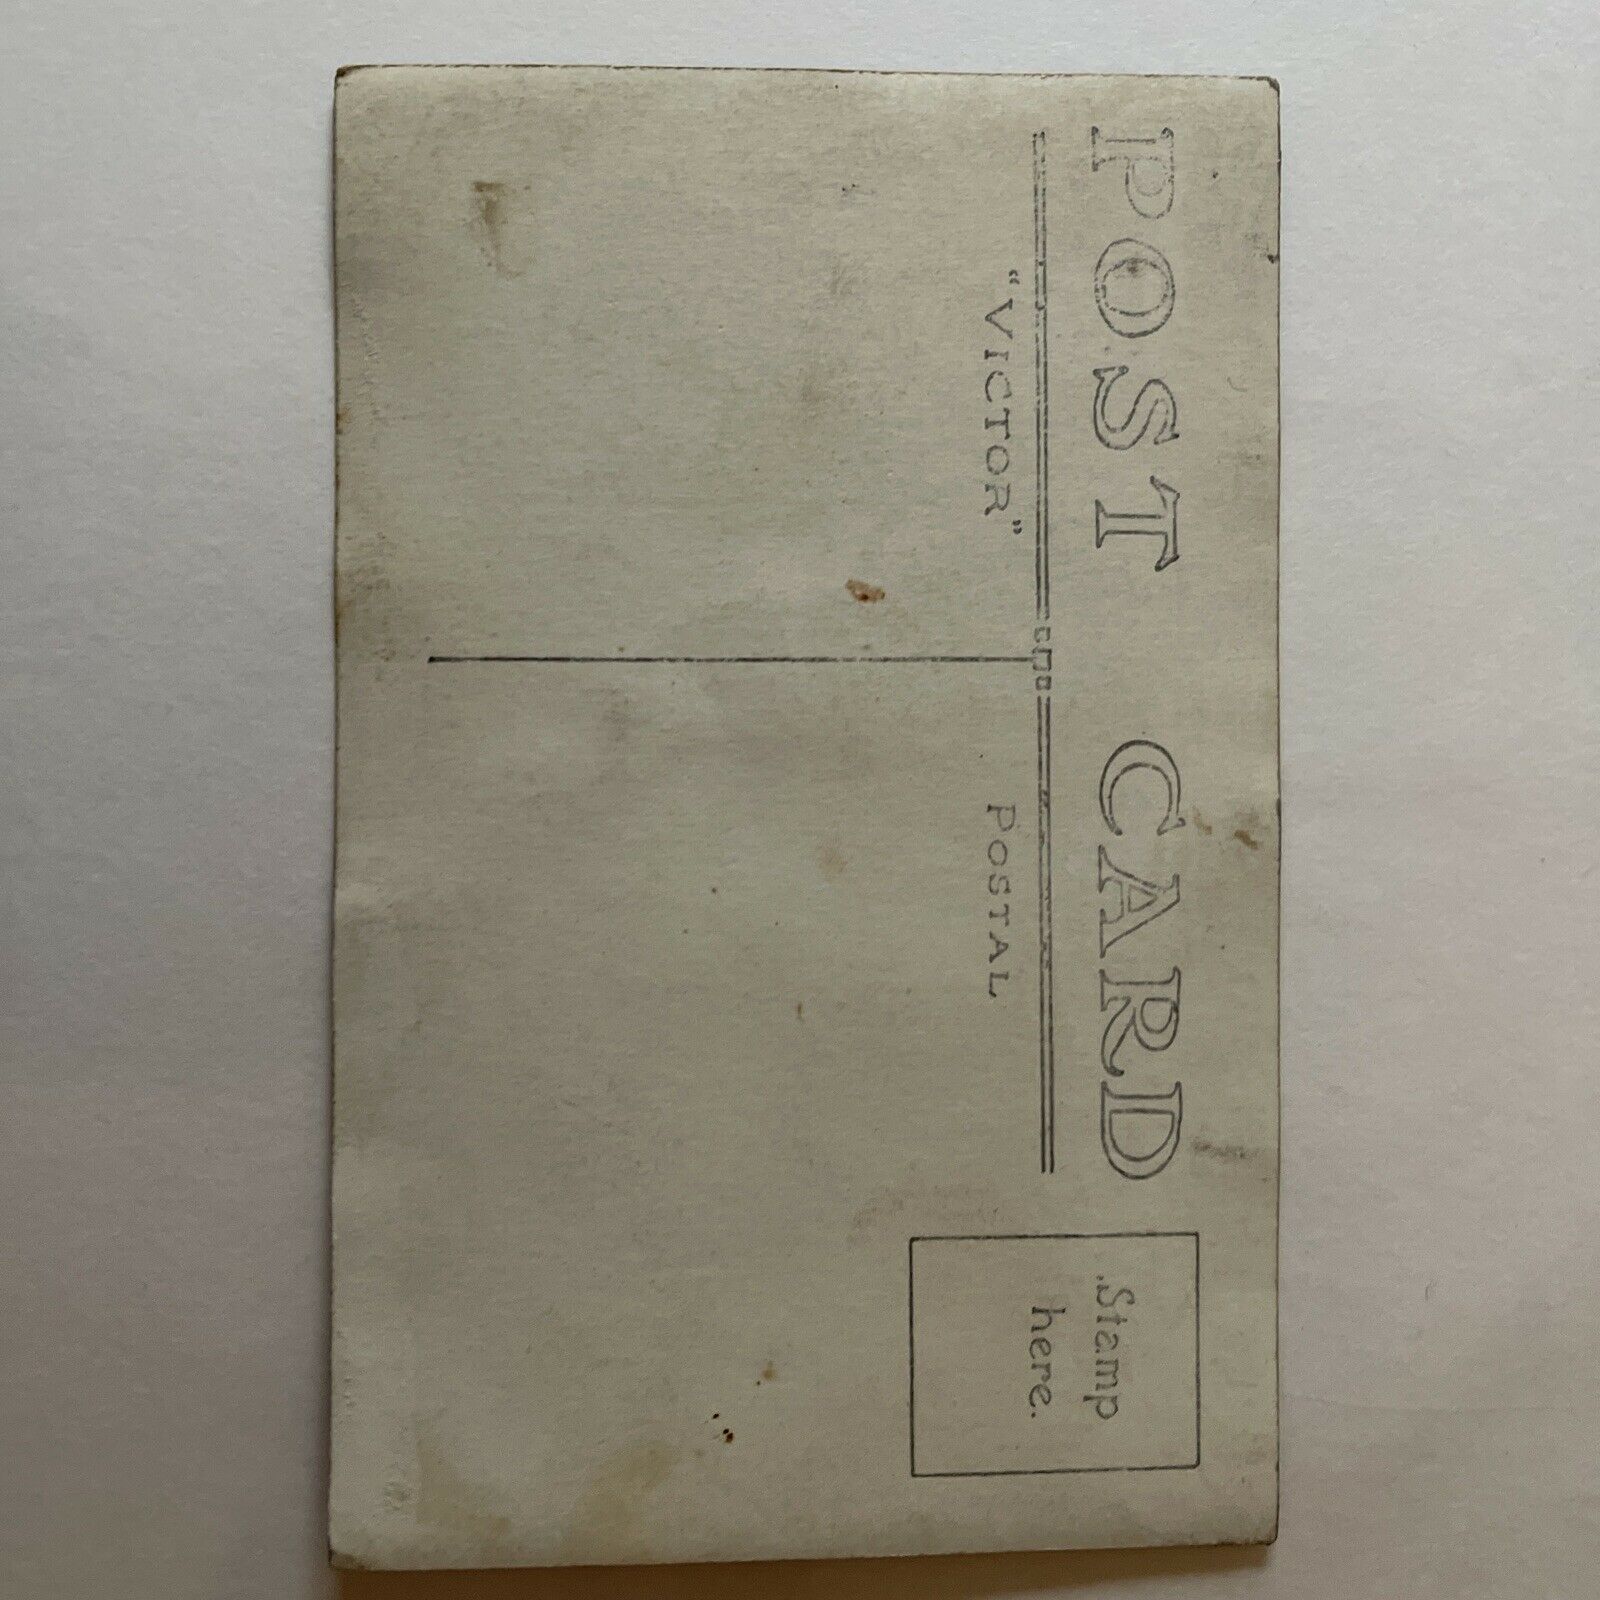 POST CARD
"VICTOR" POSTAL
Stamp
here.